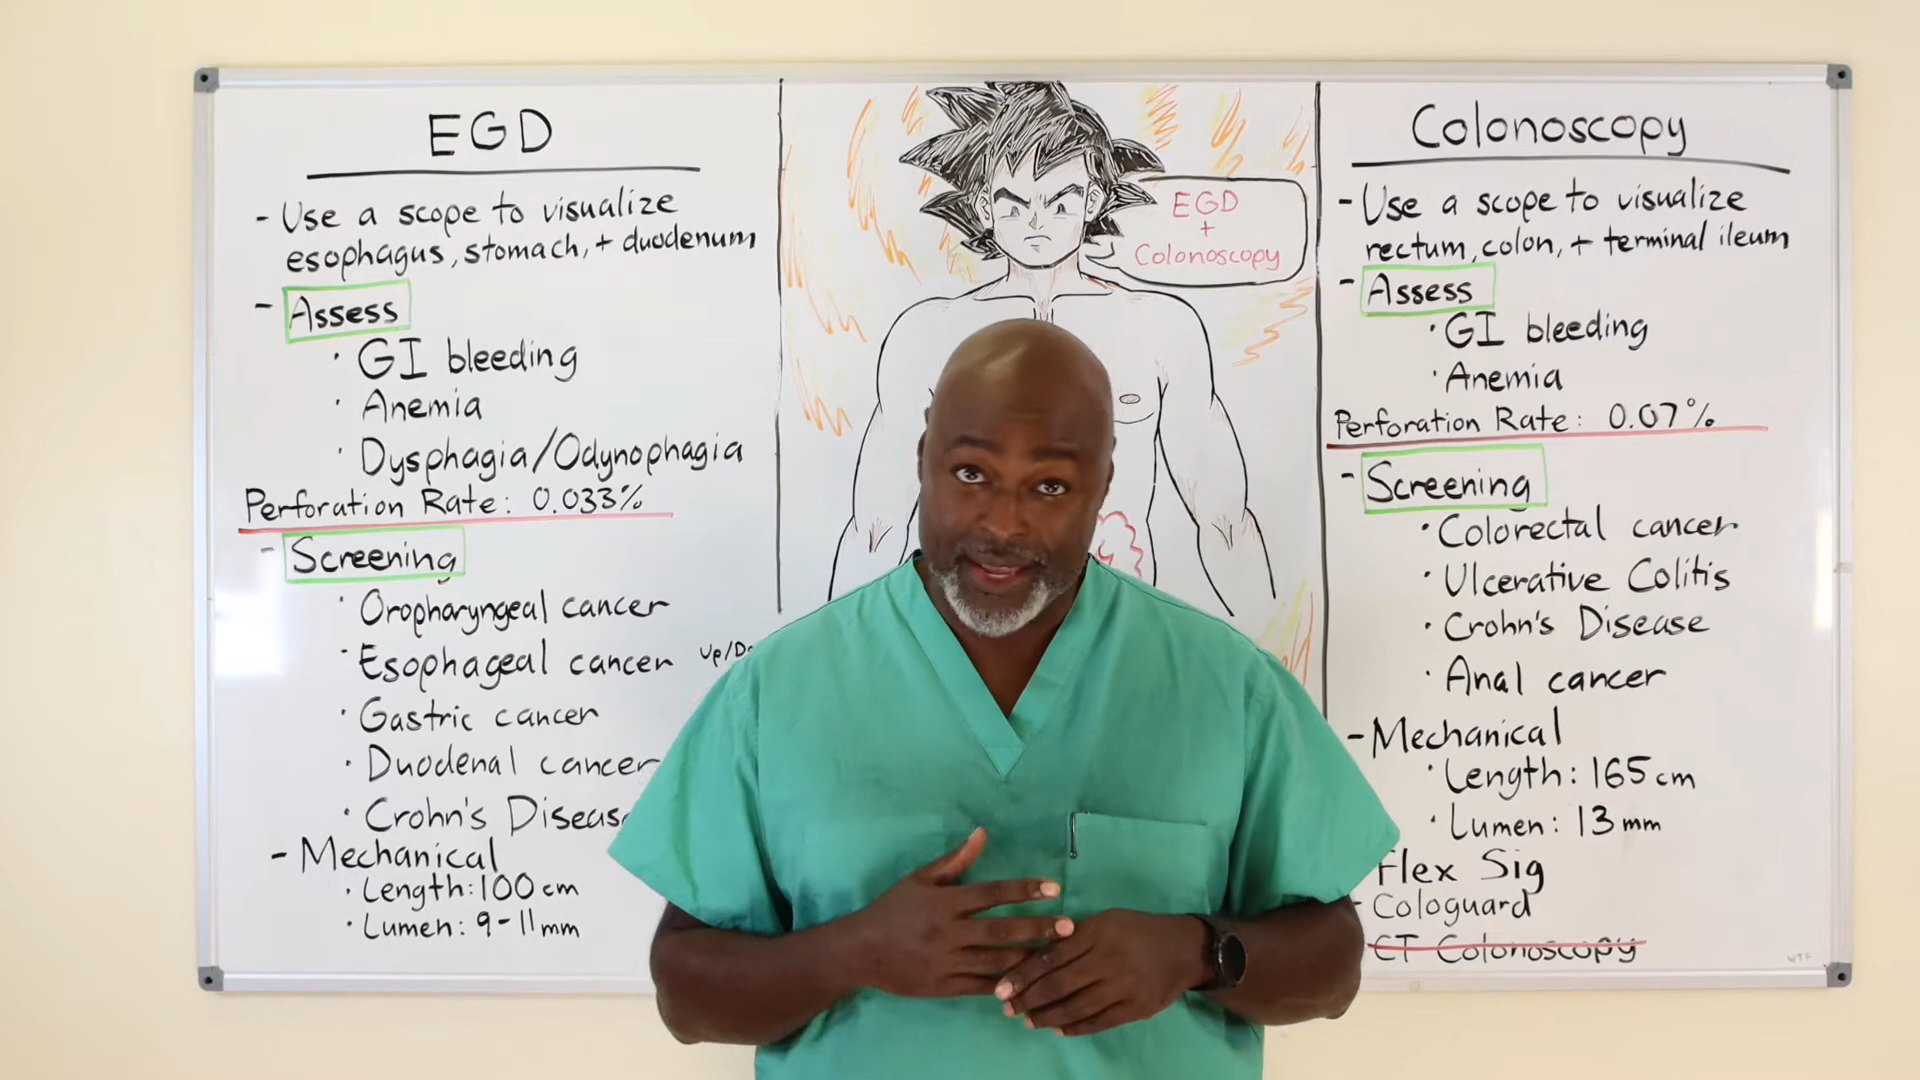 EGD
- Use a scope to visualize
esophagus, stomach, + duodenum
- Assess
· GI bleeding
· Anemia
· Dysphagia/Odynophagia
Perforation Rate: 0.033%
- Screening
· Oropharyngeal cancer
· Esophageal cancer
· Gastric cancer
· Duodenal cancer
· Crohn's Disease
- Mechanical
· Length: 100 cm
· Lumen: 9-11mm
EGD
+
Colonoscopy
Colonoscopy
- Use a scope to visualize
rectum, colon, + terminal ileum
- Assess
· GI bleeding
· Anemia
Perforation Rate: 0.07%
- Screening
· Colorectal cancer
· Ulcerative Colitis
· Crohn's Disease
· Anal cancer
- Mechanical
· Length: 165 cm
· Lumen: 13 mm
Flex Sig
- Cologuard
CT Colonoscopy